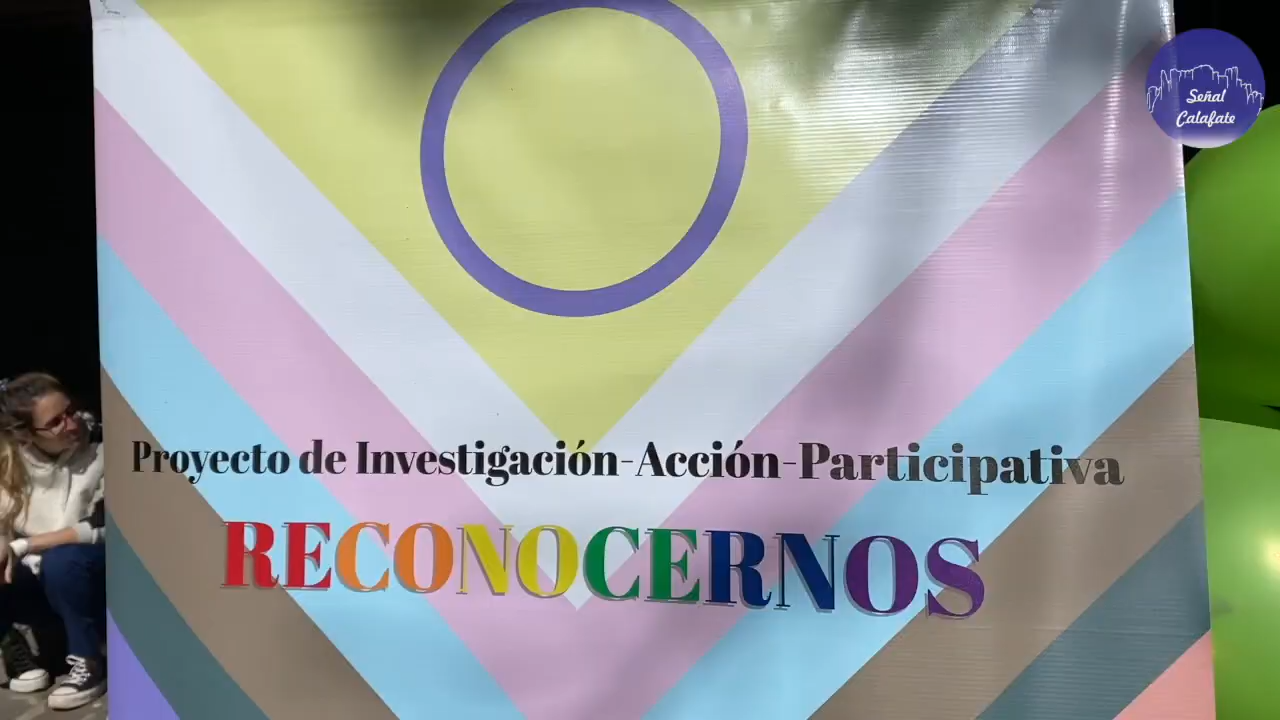 Señal
Calafate
Proyecto de Investigación-Acción-Participativa
RECONOCERNOS